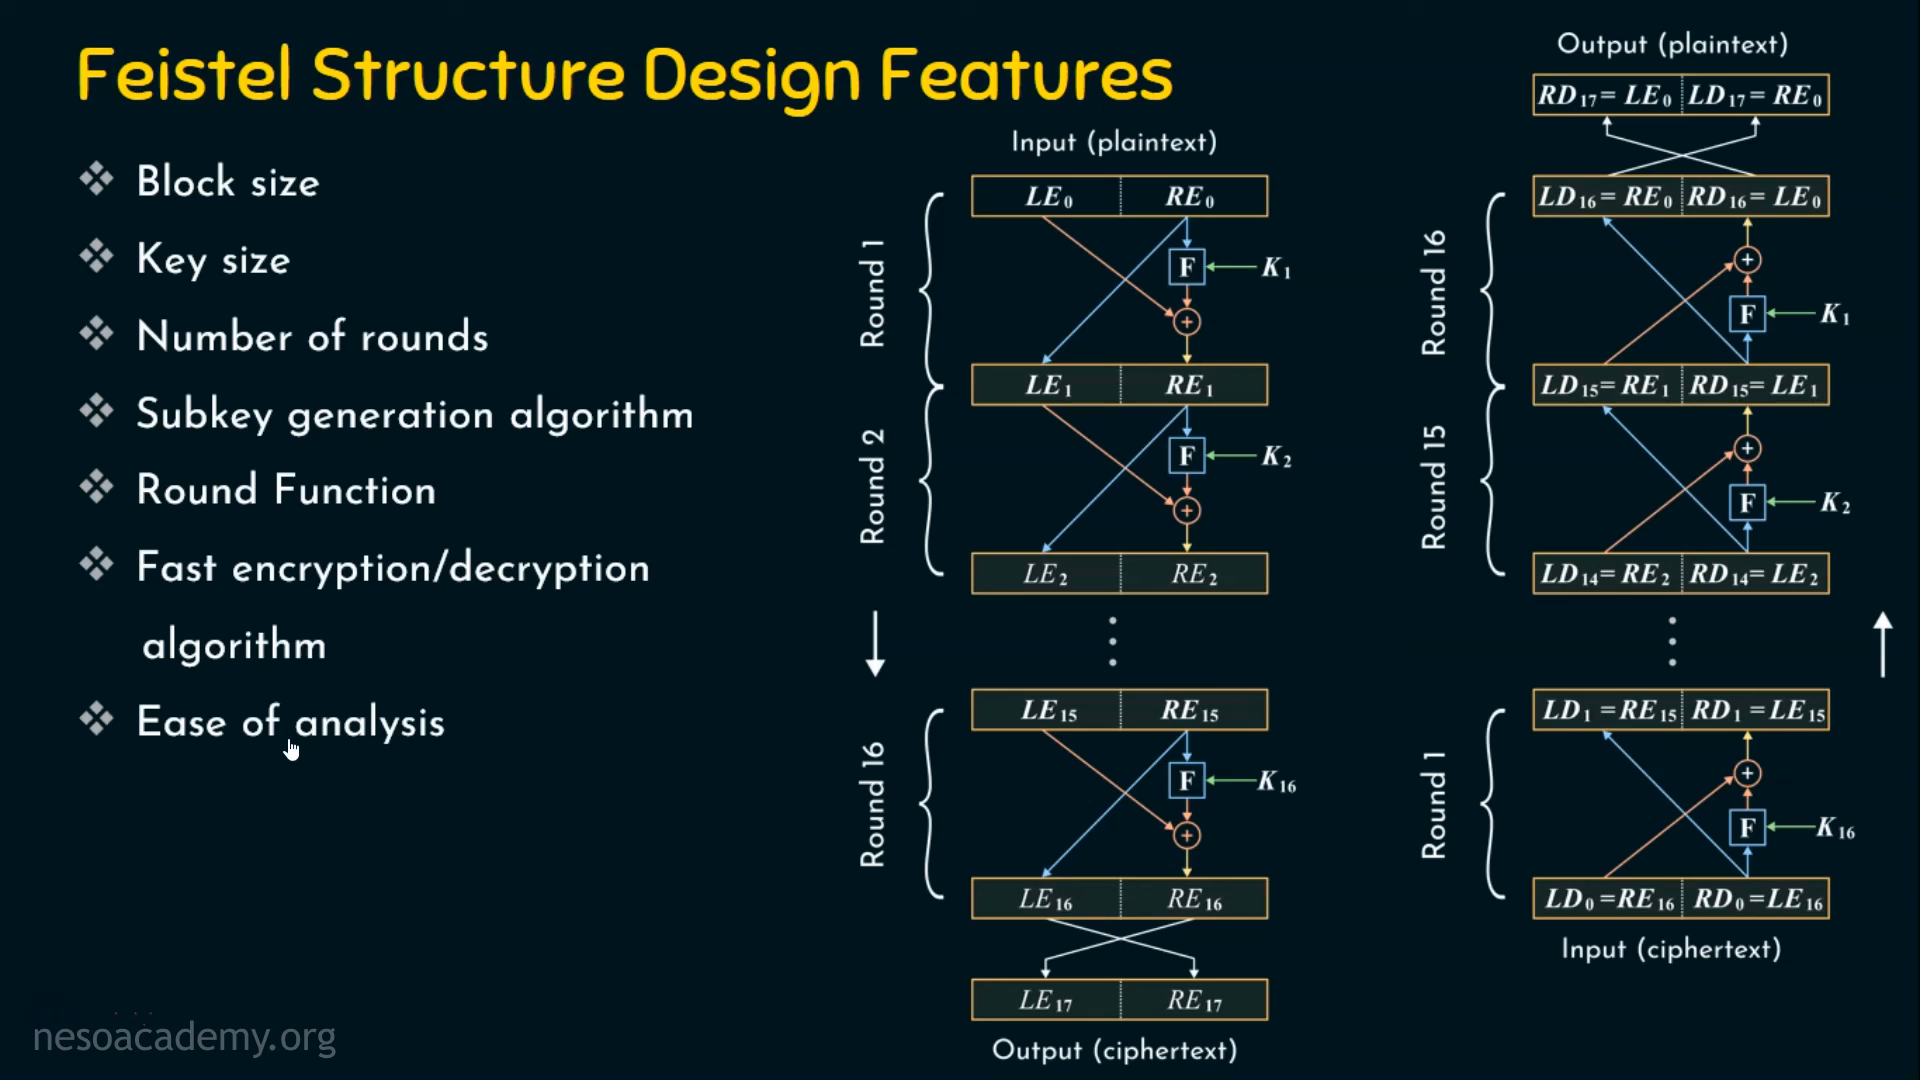 Feistel Structure Design Features
Block size
Key size
Number of rounds
Subkey generation algorithm
Round Function
Fast encryption/decryption
algorithm
Ease of analysis
nesoacademy.org
Input (plaintext)
LE0 RE0
Round 1
F K1
+
LE1 RE1
Round 2
F K2
+
LE2 RE2
LE15 RE15
Round 16
F K16
+
LE16 RE16
LE17 RE17
Output (ciphertext)
Output (plaintext)
RD17= LE0 LD17= RE0
LD16= RE0 RD16= LE0
Round 16
+
F K1
LD15= RE1 RD15= LE1
Round 15
+
F K2
LD14= RE2 RD14= LE2
LD1 =RE15 RD1 =LE15
Round 1
+
F K16
LD0 =RE16 RD0 =LE16
Input (ciphertext)